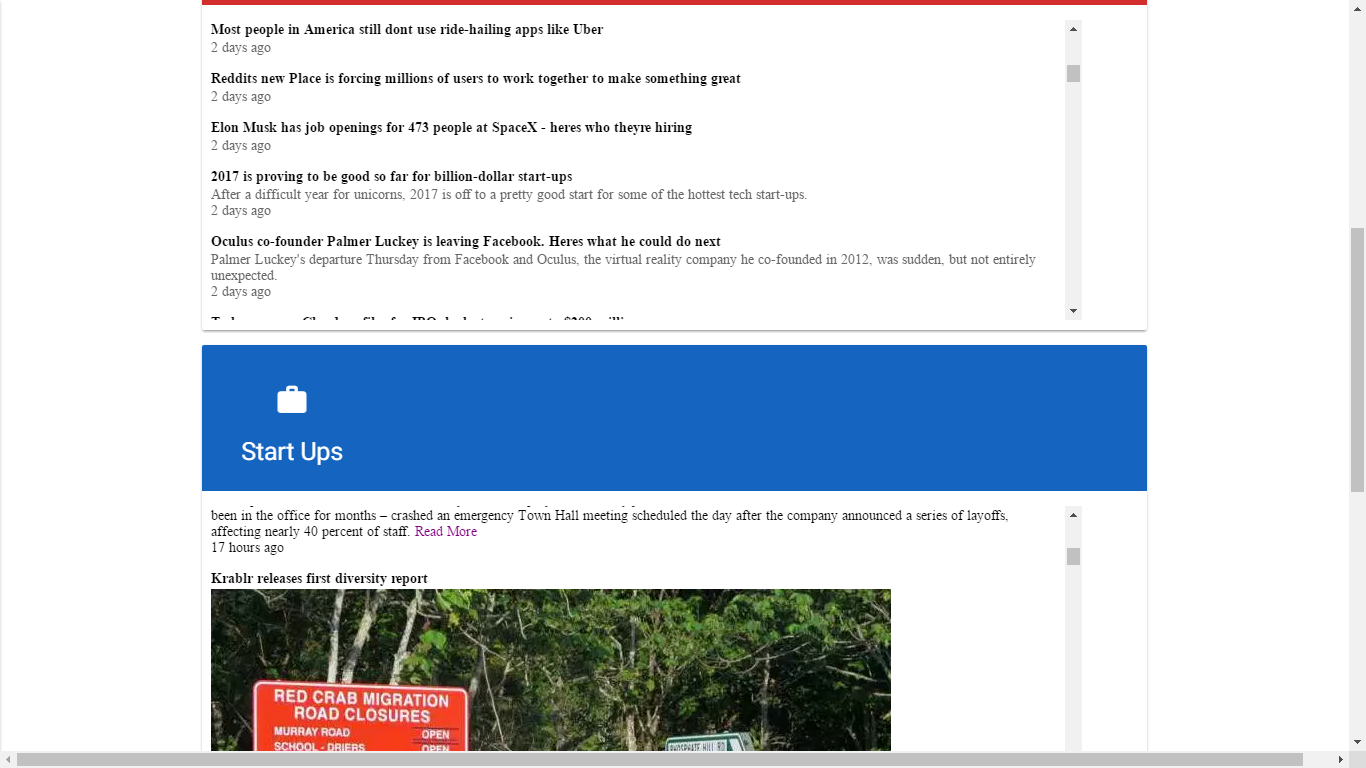 Most people in America still dont use ride-hailing apps like Uber
2 days ago
Reddits new Place is forcing millions of users to work together to make something great
2 days ago
Elon Musk has job openings for 473 people at SpaceX - heres who theyre hiring
2 days ago
2017 is proving to be good so far for billion-dollar start-ups
After a difficult year for unicorns, 2017 is off to a pretty good start for some of the hottest tech start-ups.
2 days ago
Oculus co-founder Palmer Luckey is leaving Facebook. Heres what he could do next
Palmer Luckey's departure Thursday from Facebook and Oculus, the virtual reality company he co-founded in 2012, was sudden, but not entirely
unexpected.
2 days ago
Start Ups
been in the office for months – crashed an emergency Town Hall meeting scheduled the day after the company announced a series of layoffs,
affecting nearly 40 percent of staff. Read More
17 hours ago
Krablr releases first diversity report
RED CRAB MIGRATION
ROAD CLOSURES
MURRAY ROAD OPEN
SCHOOL - DRIERS OPEN
PHOSPHATE HILL RD